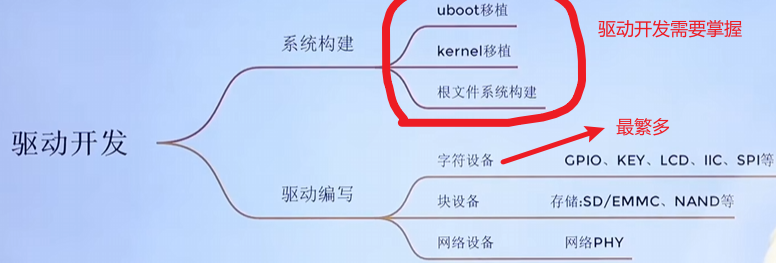 uboot移植
驱动开发需要掌握
系统构建
kernel移植
根文件系统构建
驱动开发
最繁多
字符设备 GPIO、KEY、LCD、IIC、SPI等
驱动编写
块设备 存储:SD/EMMC、NAND等
网络设备 网络PHY